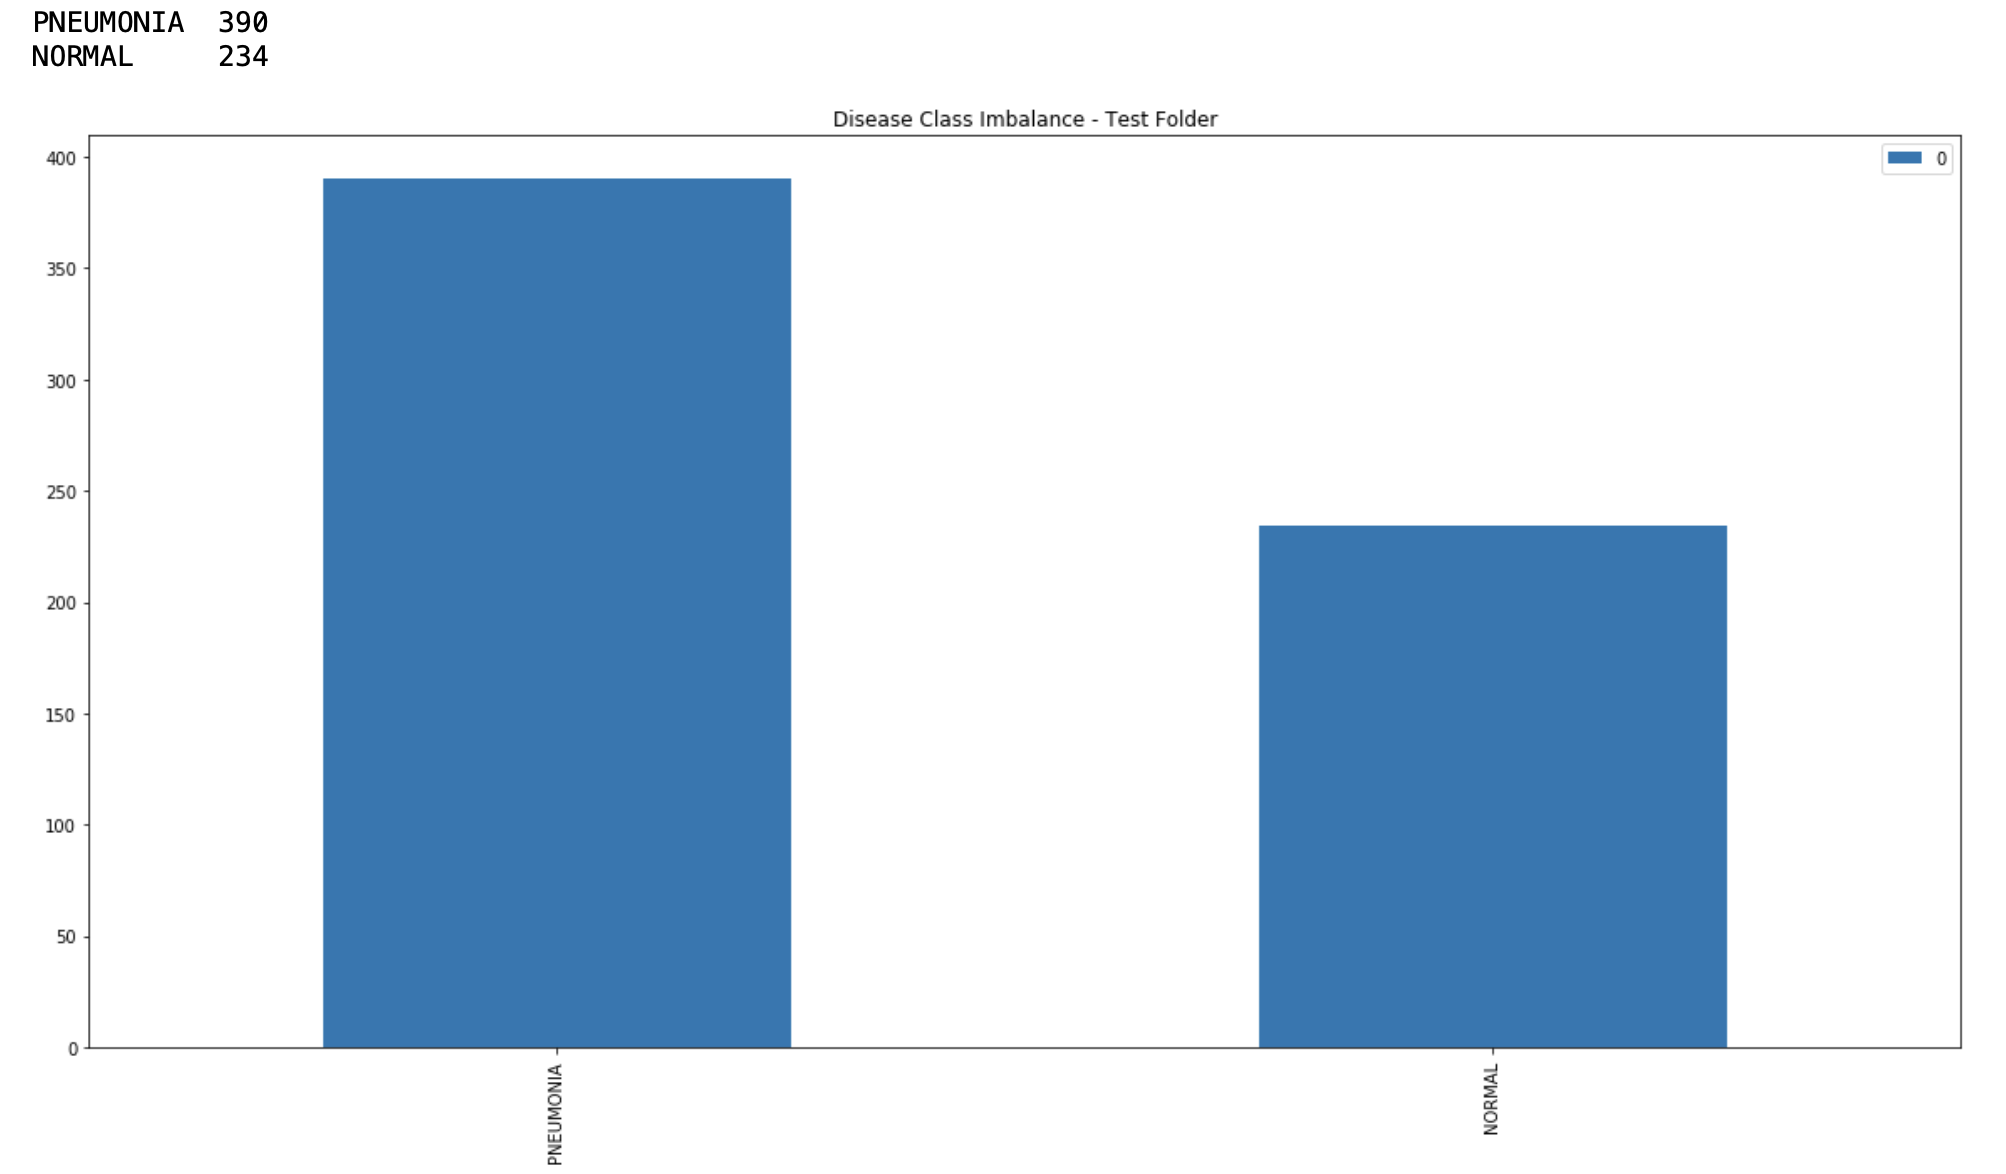 PNEUMONIA 390
NORMAL 234
Disease Class Imbalance - Test Folder
0
400
350
300
250
200
150
100
50
0
PNEUMONIA
NORMAL